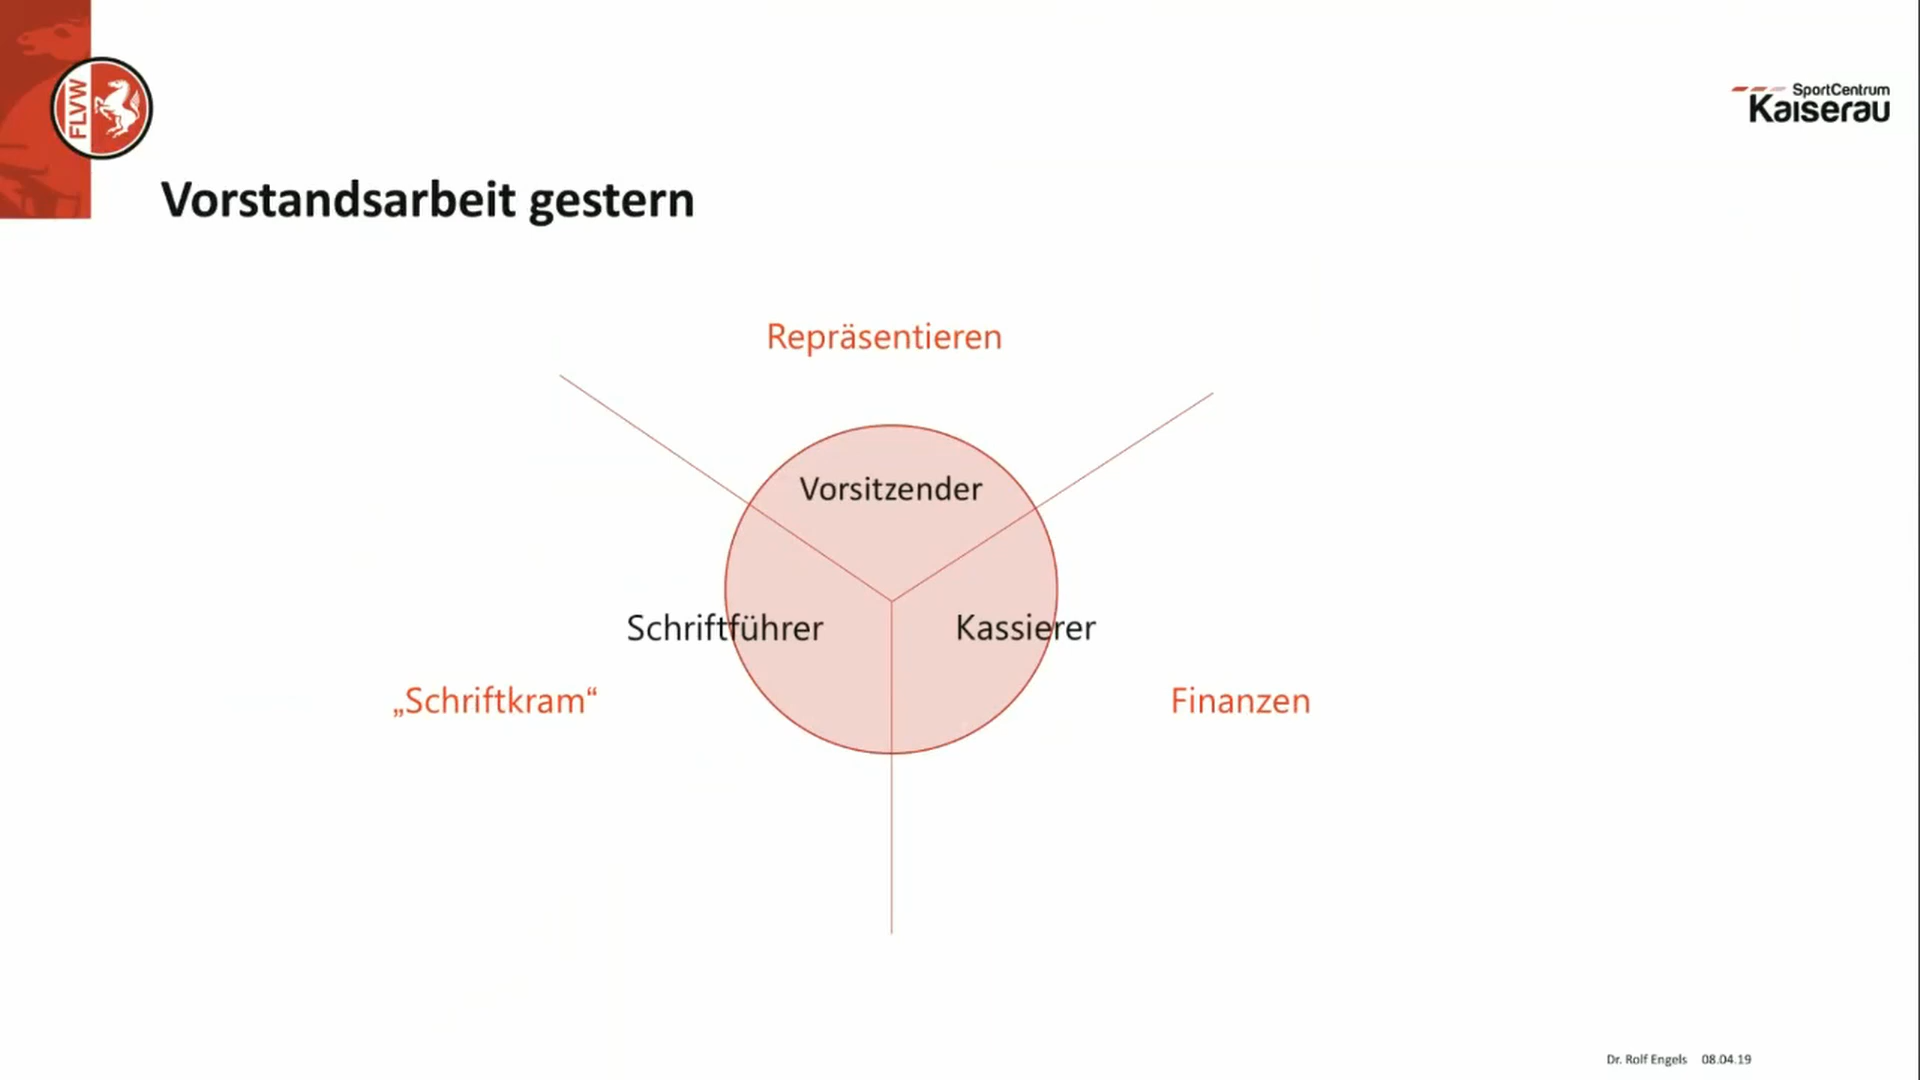 FLVW
SportCentrum
Kaiserau
Vorstandsarbeit gestern
Repräsentieren
Vorsitzender
Schriftführer
Kassierer
„Schriftkram“
Finanzen
Dr. Rolf Engels 08.04.19